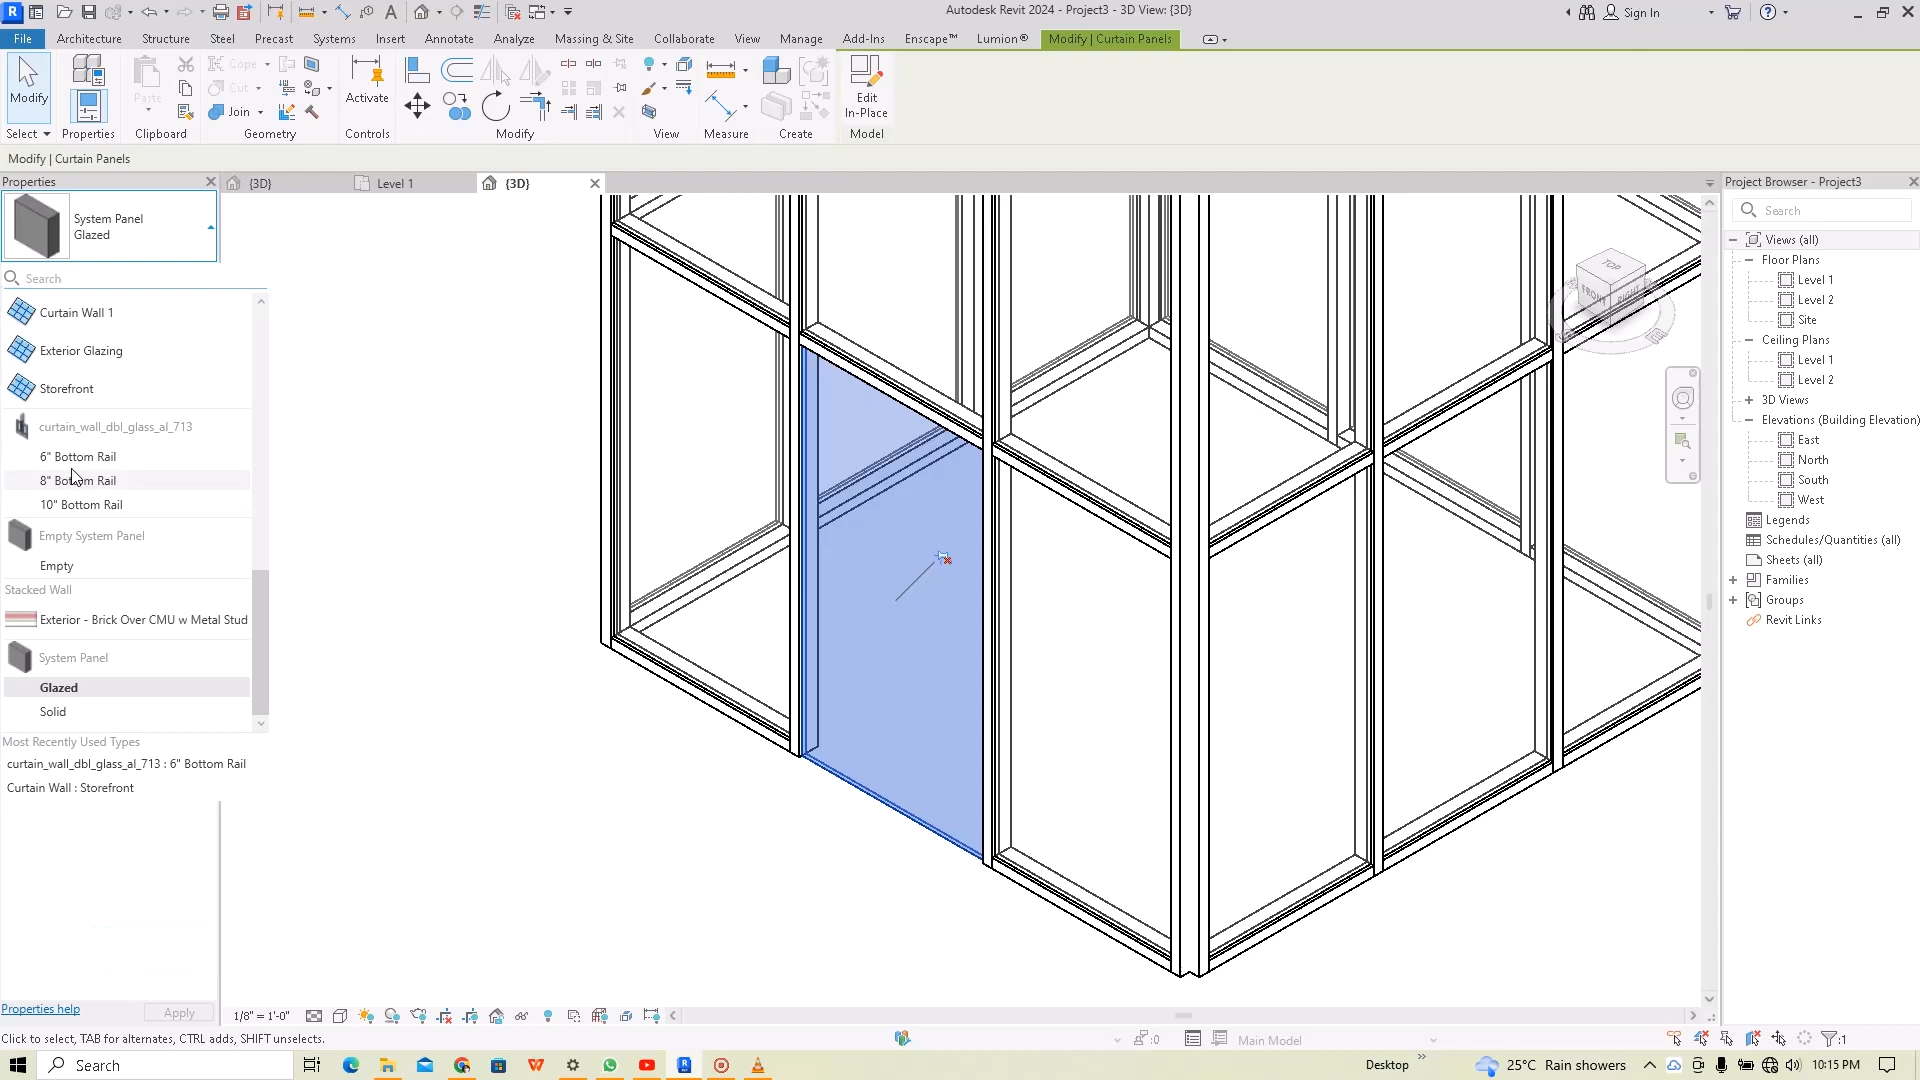 Autodesk Revit 2024 - Project3 - 3D View: {3D}
Sign In
File Architecture Structure Steel Precast Systems Insert Annotate Analyze Massing & Site Collaborate View Manage Add-Ins Enscape™ Lumion® Modify | Curtain Panels
Modify
Paste
Cope
Cut
Join
Activate
Edit
In-Place
Select Properties Clipboard Geometry Controls Modify View Measure Create Model
Modify | Curtain Panels
Properties
{3D}
Level 1
{3D}
Project Browser - Project3
System Panel
Glazed
Search
Curtain Wall 1
Exterior Glazing
Storefront
curtain_wall_dbl_glass_al_713
6" Bottom Rail
8" Bottom Rail
10" Bottom Rail
Empty System Panel
Empty
Stacked Wall
Exterior - Brick Over CMU w Metal Stud
System Panel
Glazed
Solid
Most Recently Used Types
curtain_wall_dbl_glass_al_713 : 6" Bottom Rail
Curtain Wall : Storefront
Properties help
Apply
TOP
FRONT
RIGHT
Search
Views (all)
Floor Plans
Level 1
Level 2
Site
Ceiling Plans
Level 1
Level 2
3D Views
Elevations (Building Elevation)
East
North
South
West
Legends
Schedules/Quantities (all)
Sheets (all)
Families
Groups
Revit Links
1/8" = 1'-0"
Click to select, TAB for alternates, CTRL adds, SHIFT unselects.
:0
Main Model
:1
Search
Desktop
25°C Rain showers
10:15 PM